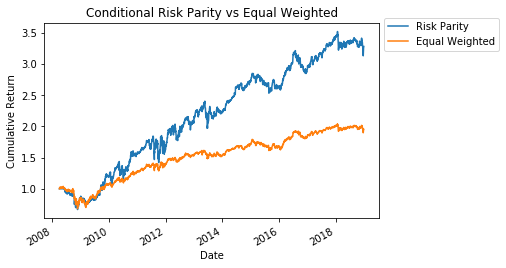 Conditional Risk Parity vs Equal Weighted
Risk Parity
Equal Weighted
Cumulative Return
3.5
3.0
2.5
2.0
1.5
1.0
2008
2010
2012
2014
2016
2018
Date